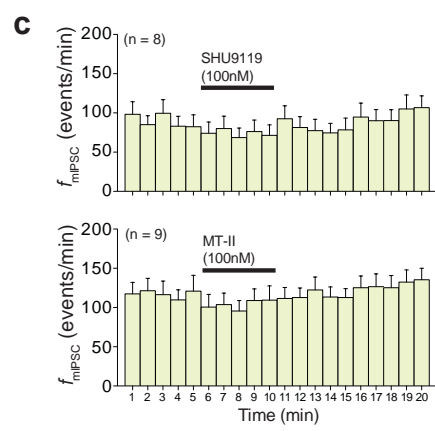 c
(n = 8)
SHU9119
(100nM)
200
150
100
50
0
fmIPSC (events/min)
(n = 9)
MT-II
(100nM)
200
150
100
50
0
fmIPSC (events/min)
1 2 3 4 5 6 7 8 9 10 11 12 13 14 15 16 17 18 19 20
Time (min)